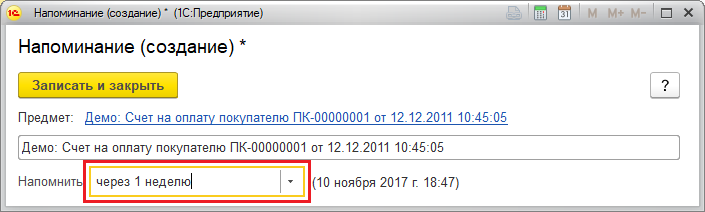 Напоминание (создание) * (1С:Предприятие)
M M+ M-
Напоминание (создание) *
Записать и закрыть
?
Предмет: Демо: Счет на оплату покупателю ПК-00000001 от 12.12.2011 10:45:05
Демо: Счет на оплату покупателю ПК-00000001 от 12.12.2011 10:45:05
Напомнить: через 1 неделю (10 ноября 2017 г. 18:47)